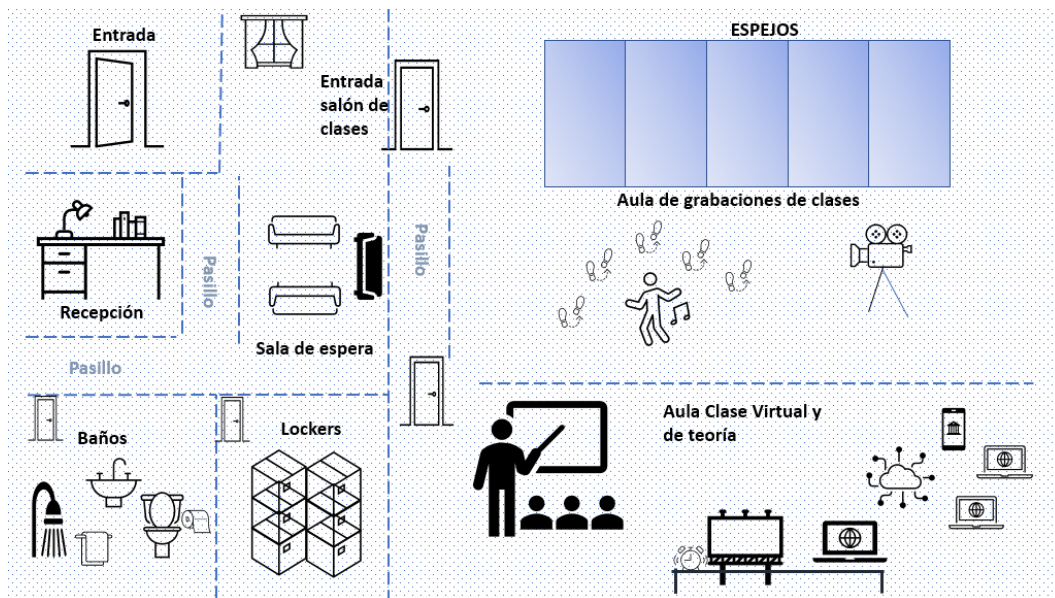 Entrada
ESPEJOS
Entrada
salón de
clases
Aula de grabaciones de clases
Pasillo
Pasillo
Recepción
Sala de espera
Pasillo
Baños
Lockers
Aula Clase Virtual y
de teoría